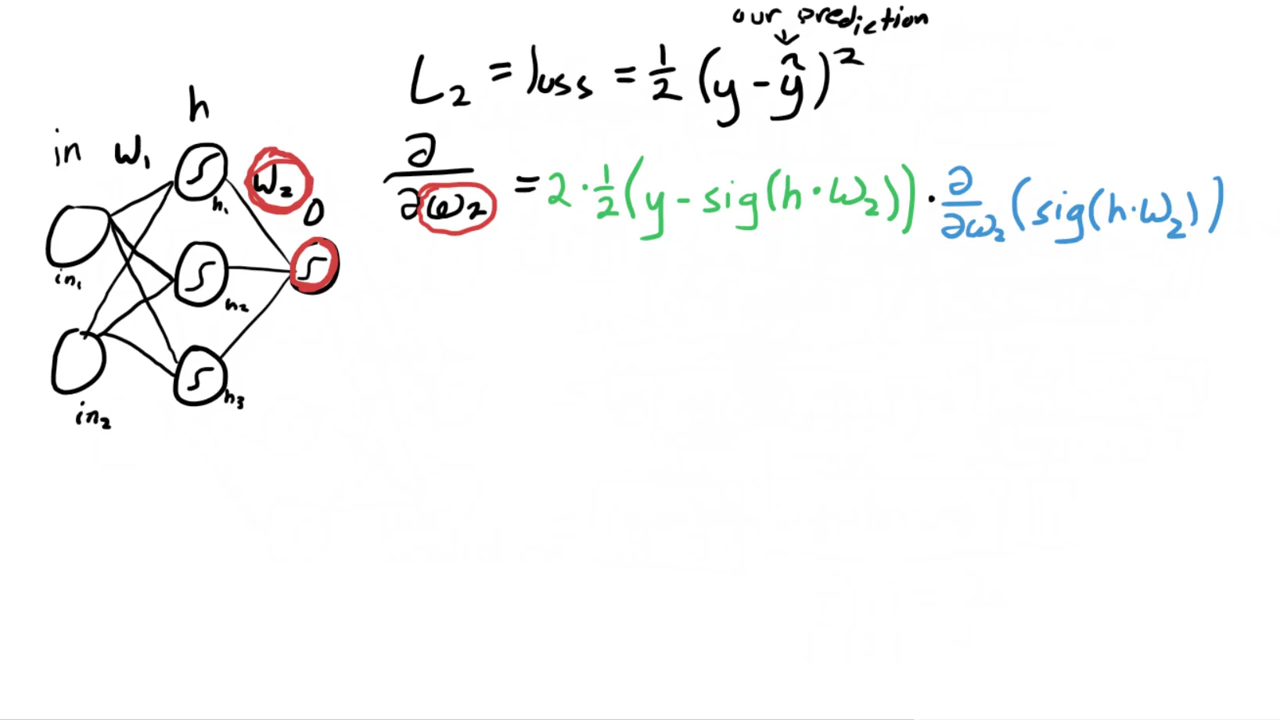 our prediction
L₂ = loss = 1/2 (y - ŷ)²
h
in w₁
w₂
h₁
O
in₁
h₂
in₂
h₃
∂/∂w₂ = 2 · 1/2 (y - sig(h · w₂)) · ∂/∂w₂ (sig(h · w₂))